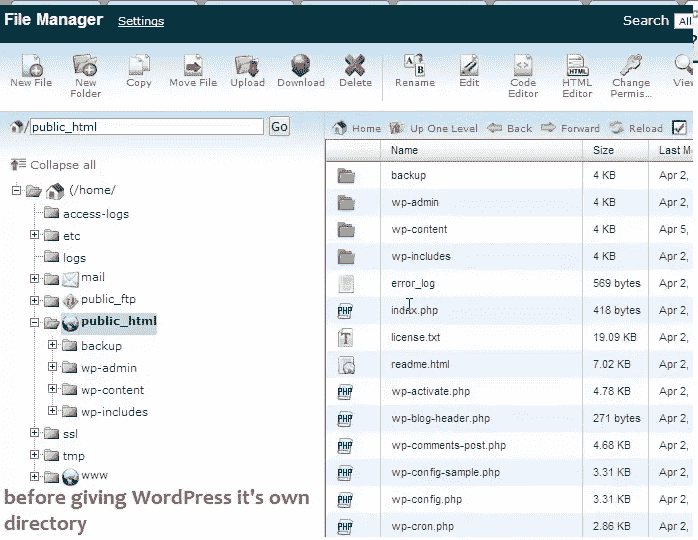 File Manager Settings Search All
New File New Folder Copy Move File Upload Download Delete Rename Edit Code Editor HTML Editor Change Permis... View
/public_html Go
Home Up One Level Back Forward Reload
Collapse all
Name Size Last M
(/home/
access-logs
etc
logs
mail
public_ftp
public_html
backup
wp-admin
wp-content
wp-includes
ssl
tmp
www
backup 4 KB Apr 2,
wp-admin 4 KB Apr 2,
wp-content 4 KB Apr 5,
wp-includes 4 KB Apr 2,
error_log 569 bytes Apr 2,
index.php 418 bytes Apr 2,
license.txt 19.09 KB Apr 2,
readme.html 7.02 KB Apr 2,
wp-activate.php 4.78 KB Apr 2,
wp-blog-header.php 271 bytes Apr 2,
wp-comments-post.php 4.68 KB Apr 2,
wp-config-sample.php 3.31 KB Apr 2,
wp-config.php 3.31 KB Apr 2,
wp-cron.php 2.86 KB Apr 2,
before giving WordPress it's own
directory